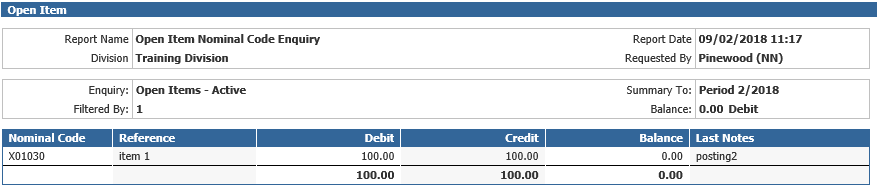 Open Item
Report Name Open Item Nominal Code Enquiry Report Date 09/02/2018 11:17
Division Training Division Requested By Pinewood (NN)
Enquiry: Open Items - Active Summary To: Period 2/2018
Filtered By: 1 Balance: 0.00 Debit
Nominal Code Reference Debit Credit Balance Last Notes
X01030 item 1 100.00 100.00 0.00 posting2
100.00 100.00 0.00